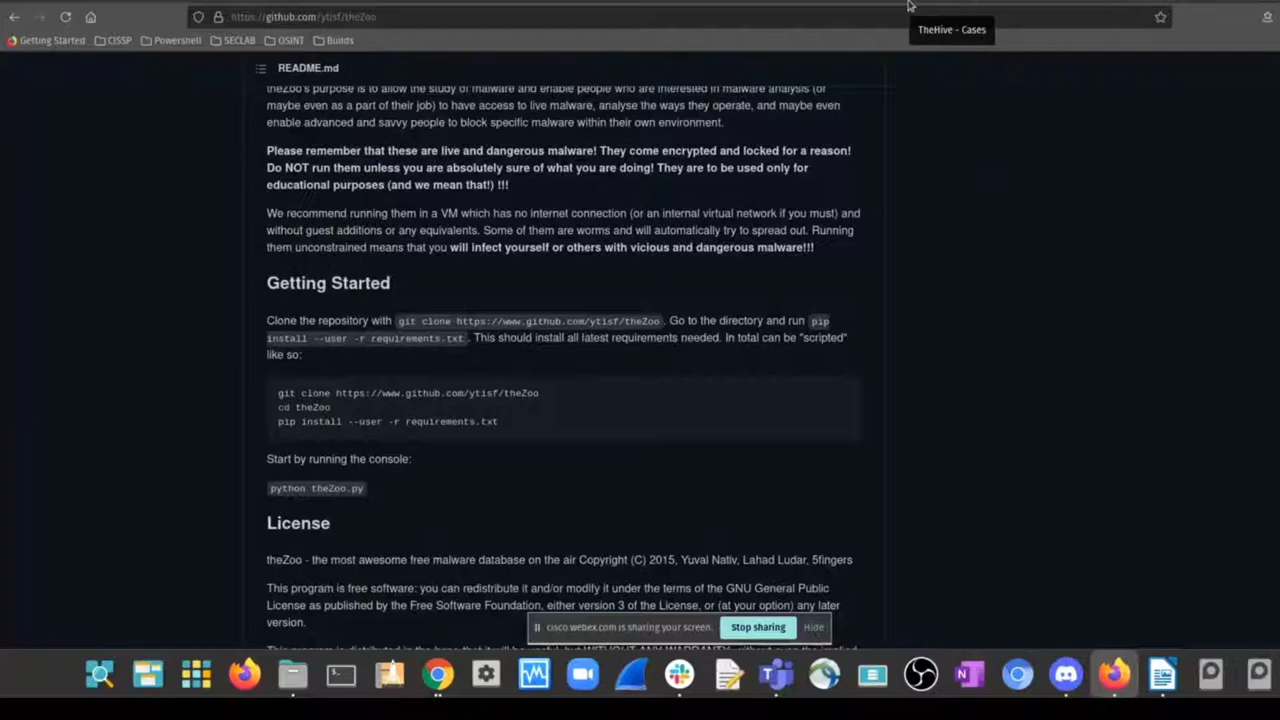 https://github.com/ytisf/theZoo
TheHive - Cases
Getting Started
CISSP
Powershell
SECLAB
OSINT
Builds
README.md
theZoo's purpose is to allow the study of malware and enable people who are interested in malware analysis (or
maybe even as a part of their job) to have access to live malware, analyse the ways they operate, and maybe even
enable advanced and savvy people to block specific malware within their own environment.
Please remember that these are live and dangerous malware! They come encrypted and locked for a reason!
Do NOT run them unless you are absolutely sure of what you are doing! They are to be used only for
educational purposes (and we mean that!) !!!
We recommend running them in a VM which has no internet connection (or an internal virtual network if you must) and
without guest additions or any equivalents. Some of them are worms and will automatically try to spread out. Running
them unconstrained means that you will infect yourself or others with vicious and dangerous malware!!!
Getting Started
Clone the repository with git clone https://www.github.com/ytisf/theZoo. Go to the directory and run pip
install --user -r requirements.txt. This should install all latest requirements needed. In total can be "scripted"
like so:
git clone https://www.github.com/ytisf/theZoo
cd theZoo
pip install --user -r requirements.txt
Start by running the console:
python theZoo.py
License
theZoo - the most awesome free malware database on the air Copyright (C) 2015, Yuval Nativ, Lahad Ludar, 5fingers
This program is free software: you can redistribute it and/or modify it under the terms of the GNU General Public
License as published by the Free Software Foundation, either version 3 of the License, or (at your option) any later
version.
cisco.webex.com is sharing your screen.
Stop sharing
Hide